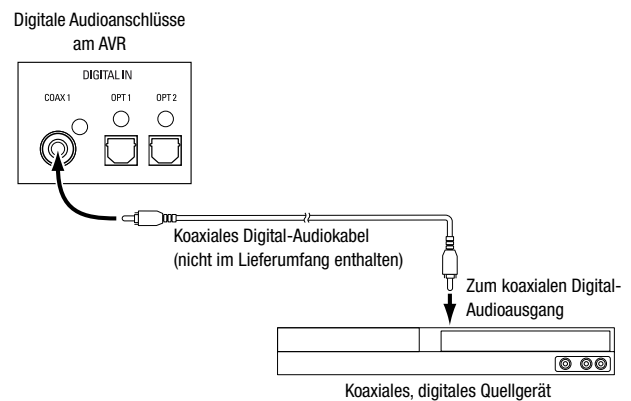 Digitale Audioanschlüsse
am AVR
DIGITAL IN
COAX 1 OPT 1 OPT 2
Koaxiales Digital-Audiokabel
(nicht im Lieferumfang enthalten)
Zum koaxialen Digital-
Audioausgang
Koaxiales, digitales Quellgerät